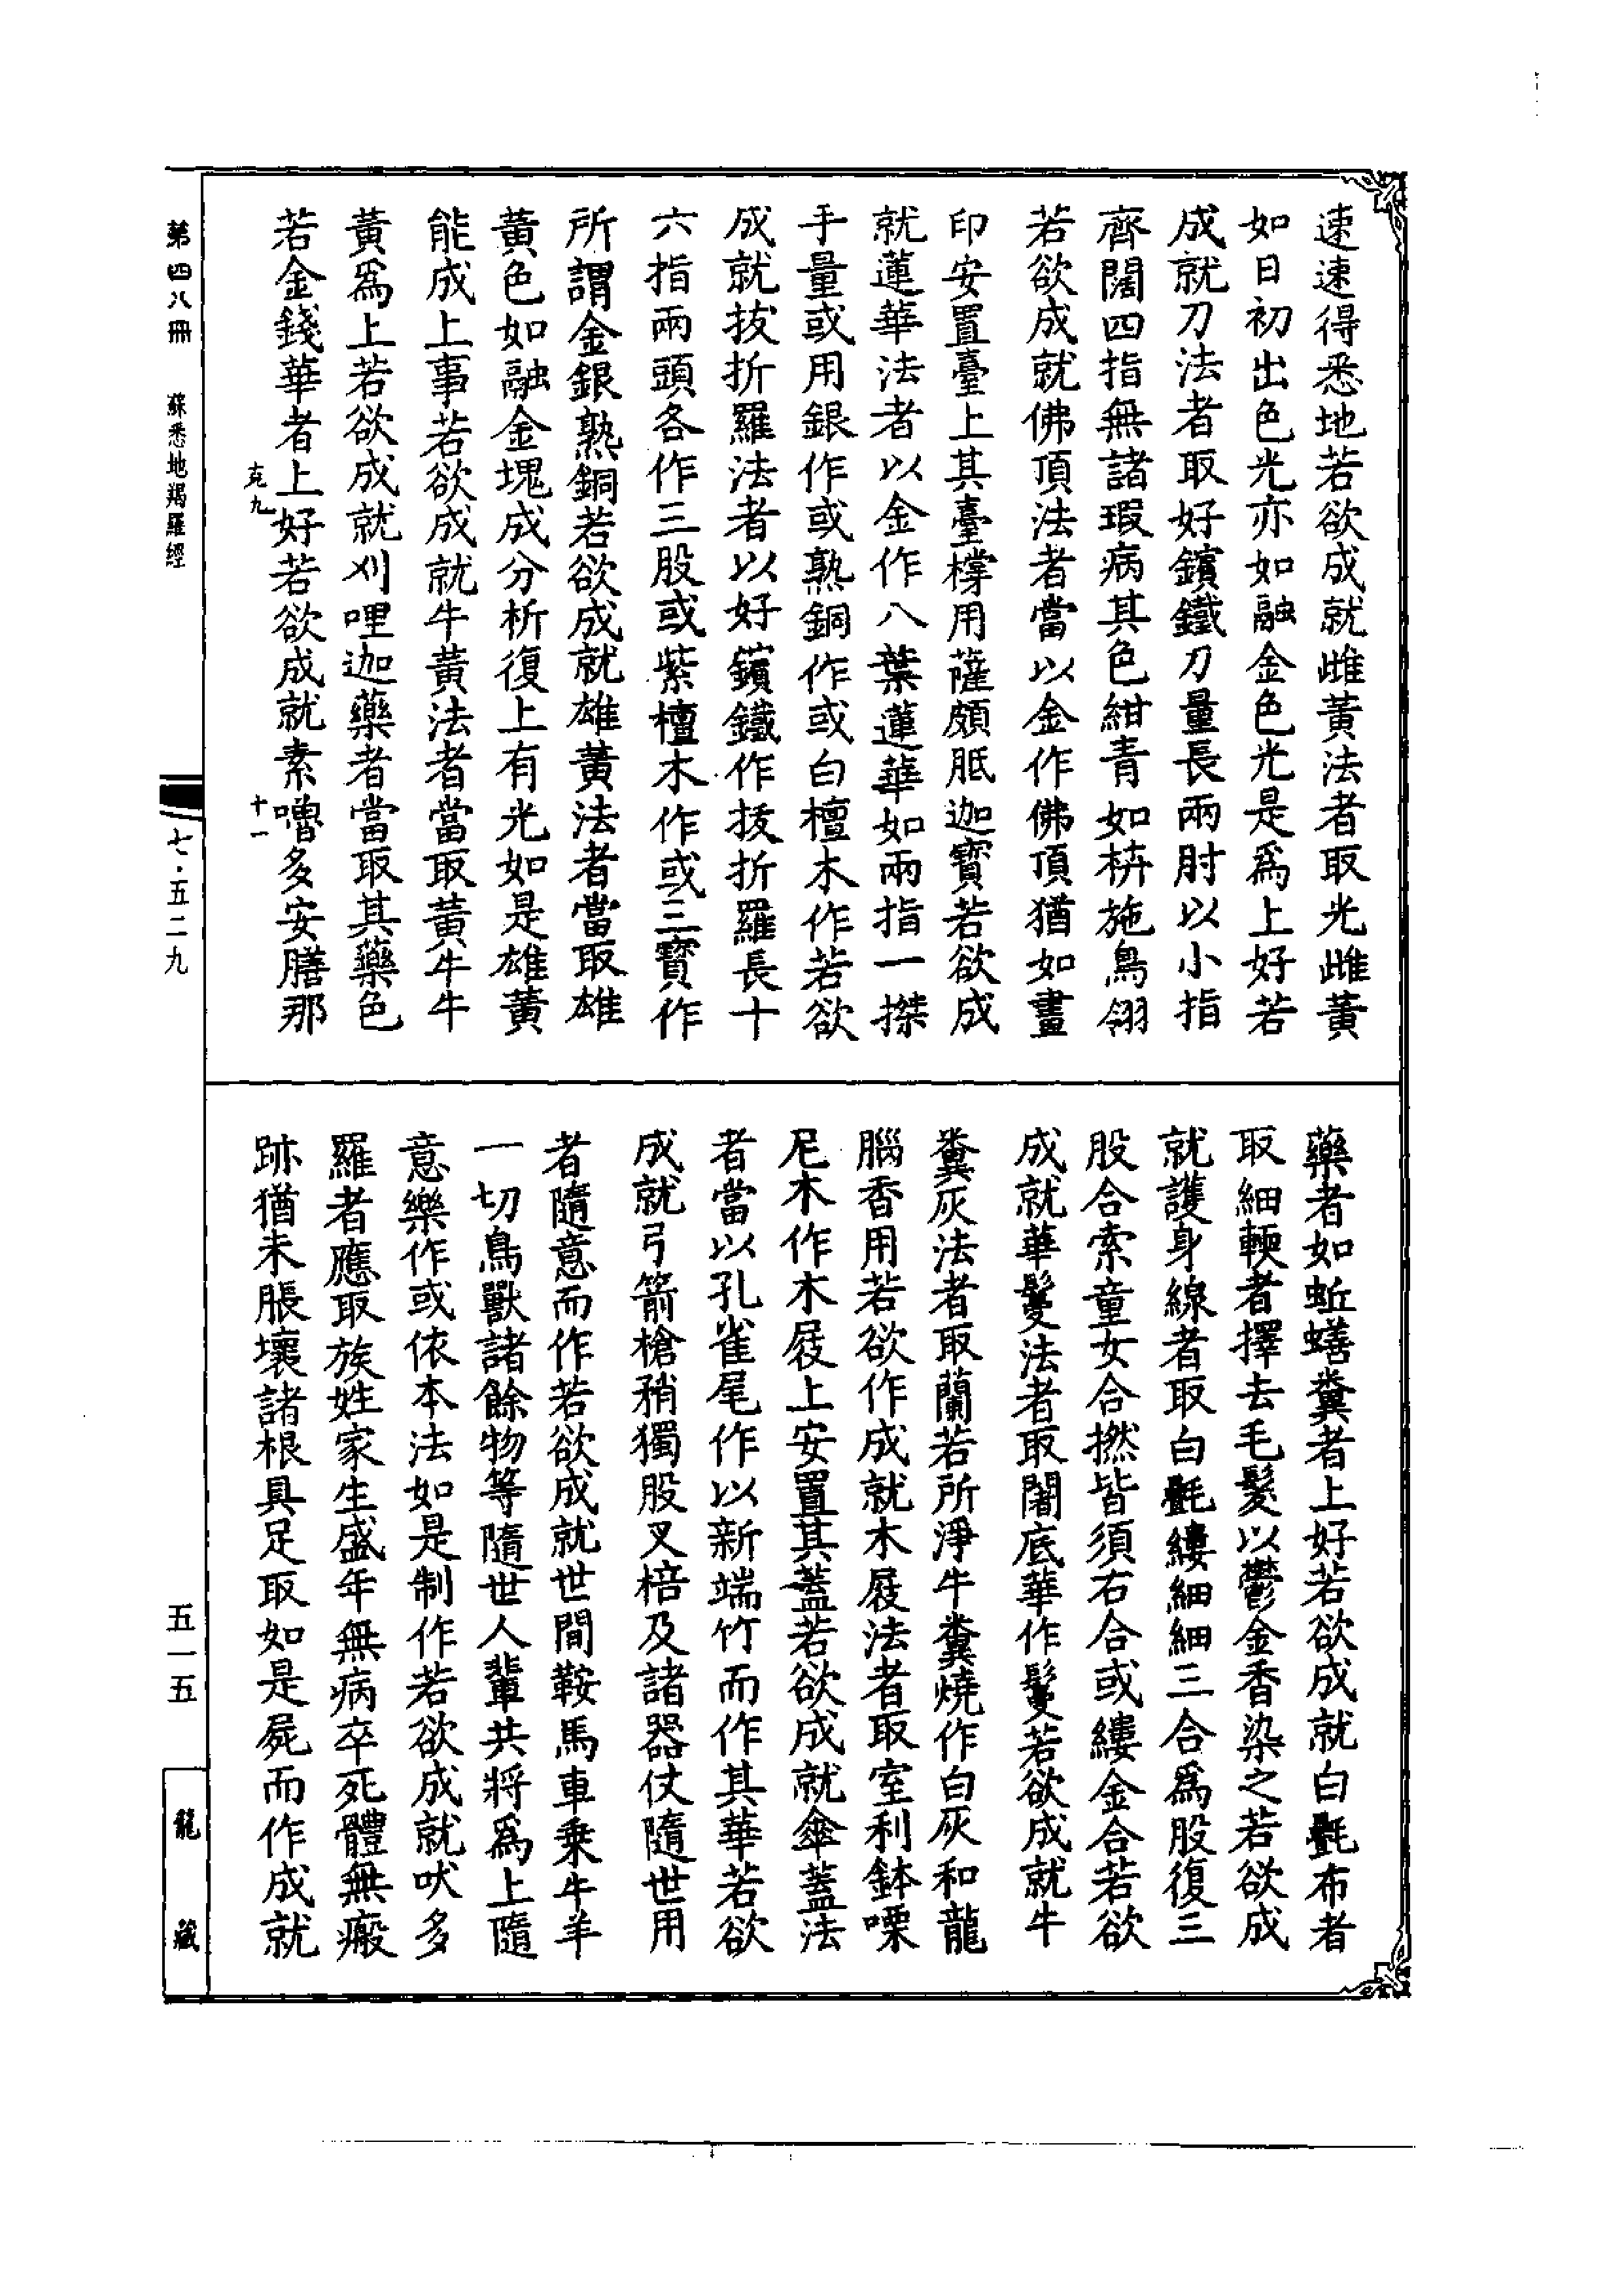 速速得悉地若欲成就雌黃法者取光雌黃
如日初出色光亦如融金色光是爲上好若
成就刀法者取好鑌鐵刀量長兩肘以小指
齊闊四指無諸瑕病其色紺青如栟施鳥翎
若欲成就佛頂法者當以金作佛頂猶如畫
印安置臺上其臺橕用薩頗胝迦寶若欲成
就蓮華法者以金作八葉蓮華如兩指一搩
手量或用銀作或熟銅作或白檀木作若欲
成就拔折羅法者以好鑌鐵作拔折羅長十
六指兩頭各作三股或紫檀木作或三寶作
所謂金銀熟銅若欲成就雄黃法者當取雄
黃色如融金塊成分析復上有光如是雄黃
能成上事若欲成就牛黃法者當取黃牛牛
黃爲上若欲成就刈哩迦藥者當取其藥色
若金錢華者上好若欲成就素嚕多安膳那
克九
十一
藥者如蚯蟮糞者上好若欲成就白㲲布者
取細輭者擇去毛髮以鬱金香染之若欲成
就護身線者取白㲲縷細細三合爲股復三
股合索童女合撚皆須右合或縷金合若欲
成就華鬘法者取闍底華作鬘若欲成就牛
糞灰法者取蘭若所淨牛糞燒作白灰和龍
腦香用若欲作成就木屐法者取室利鉢㗚
尼木作木屐上安置其蓋若欲成就傘蓋法
者當以孔雀尾作以新端竹而作其華若欲
成就弓箭槍矟獨股叉棓及諸器仗隨世用
者隨意而作若欲成就世間鞍馬車乗牛羊
一切鳥獸諸餘物等隨世人輩共將爲上隨
意樂作或依本法如是制作若欲成就吠多
羅者應取族姓家生盛年無病卒死體無瘢
跡猶未脹壞諸根具足取如是屍而作成就
第四八冊 蘇悉地羯羅經
七·五二九
五一五
龍藏